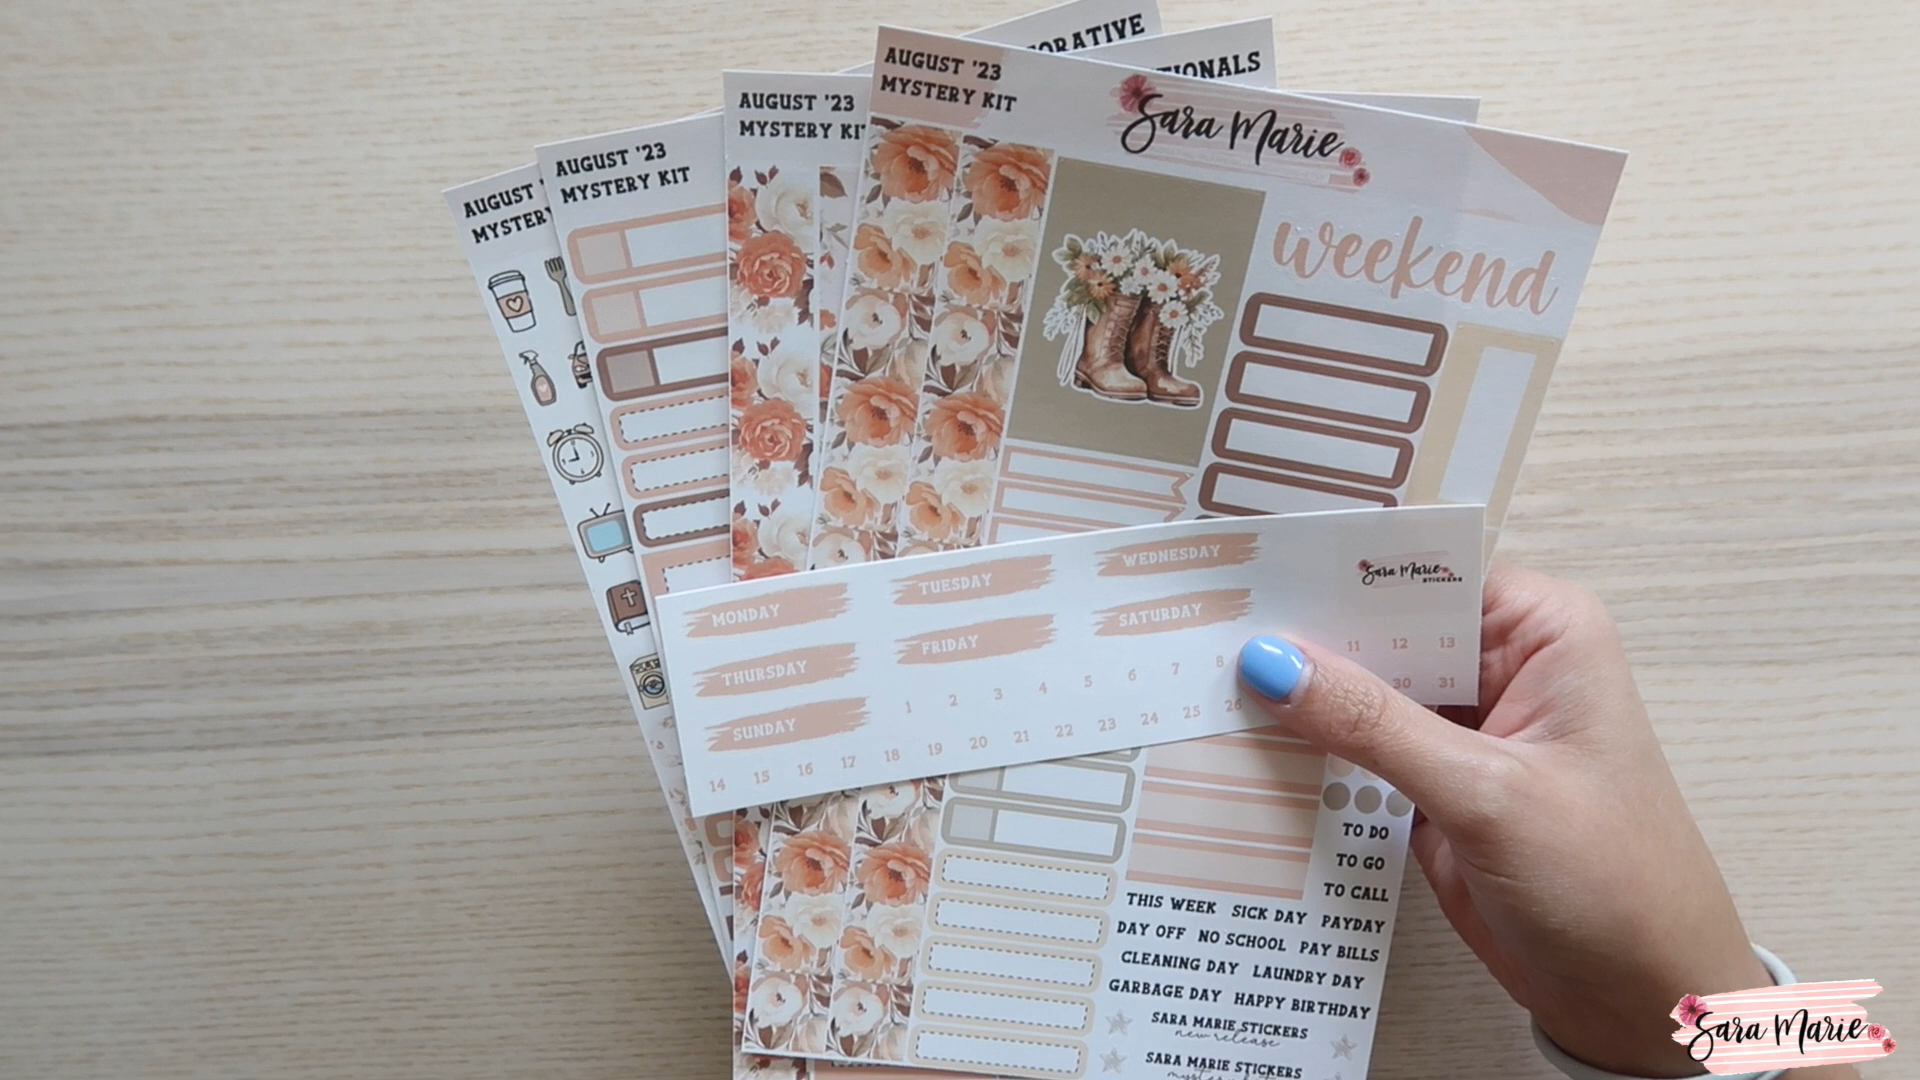 ORATIVE
IONALS
AUGUST '23
MYSTERY KIT
Sara Marie
AUGUST '23
MYSTERY KIT
AUGUST '23
MYSTERY KIT
AUGUST '
MYSTERY
weekend
MONDAY
TUESDAY
WEDNESDAY
THURSDAY
FRIDAY
SATURDAY
SUNDAY
Sara Marie
STICKERS
1 2 3 4 5 6 7 8 11 12 13
14 15 16 17 18 19 20 21 22 23 24 25 26 30 31
TO DO
TO GO
TO CALL
THIS WEEK SICK DAY PAYDAY
DAY OFF NO SCHOOL PAY BILLS
CLEANING DAY LAUNDRY DAY
GARBAGE DAY HAPPY BIRTHDAY
SARA MARIE STICKERS
new release
SARA MARIE STICKERS
Sara Marie